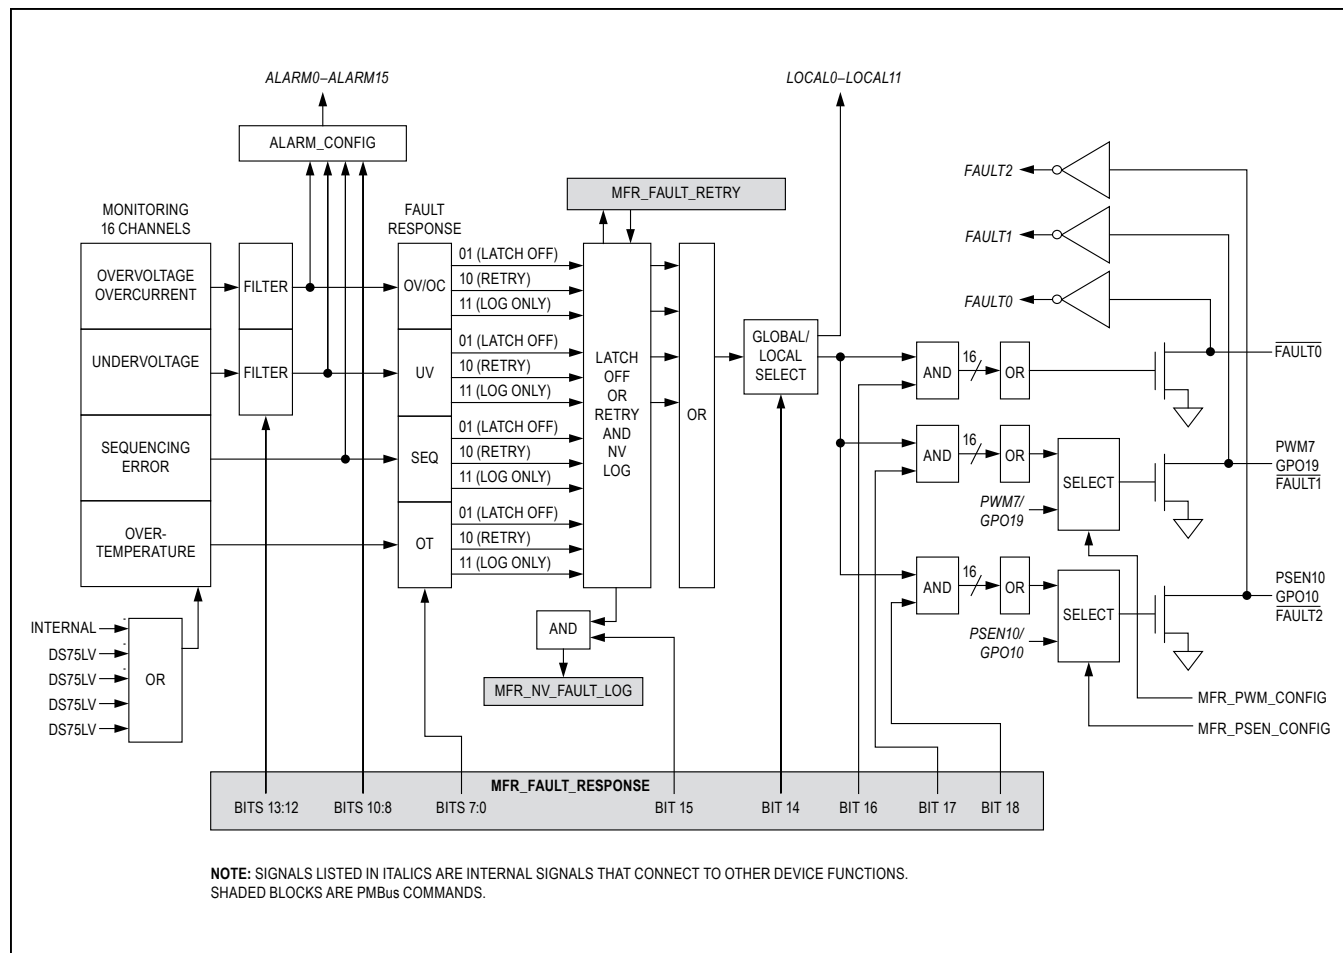 ALARM0–ALARM15
LOCAL0–LOCAL11
ALARM_CONFIG
FAULT2
MFR_FAULT_RETRY
MONITORING
16 CHANNELS
FAULT
RESPONSE
FAULT1
OVERVOLTAGE
OVERCURRENT
FILTER
OV/OC
01 (LATCH OFF)
10 (RETRY)
11 (LOG ONLY)
FAULT0
UNDERVOLTAGE
FILTER
UV
01 (LATCH OFF)
10 (RETRY)
11 (LOG ONLY)
LATCH
OFF
OR
RETRY
AND
NV
LOG
OR
GLOBAL/
LOCAL
SELECT
AND
16
OR
FAULT0
SEQUENCING
ERROR
SEQ
01 (LATCH OFF)
10 (RETRY)
11 (LOG ONLY)
AND
16
OR
SELECT
PWM7/
GPO19
PWM7
GPO19
FAULT1
OVER-
TEMPERATURE
OT
01 (LATCH OFF)
10 (RETRY)
11 (LOG ONLY)
AND
16
OR
SELECT
PSEN10/
GPO10
PSEN10
GPO10
FAULT2
INTERNAL
DS75LV
DS75LV
DS75LV
DS75LV
OR
AND
MFR_NV_FAULT_LOG
MFR_PWM_CONFIG
MFR_PSEN_CONFIG
MFR_FAULT_RESPONSE
BITS 13:12
BITS 10:8
BITS 7:0
BIT 15
BIT 14
BIT 16
BIT 17
BIT 18
NOTE: SIGNALS LISTED IN ITALICS ARE INTERNAL SIGNALS THAT CONNECT TO OTHER DEVICE FUNCTIONS.
SHADED BLOCKS ARE PMBus COMMANDS.